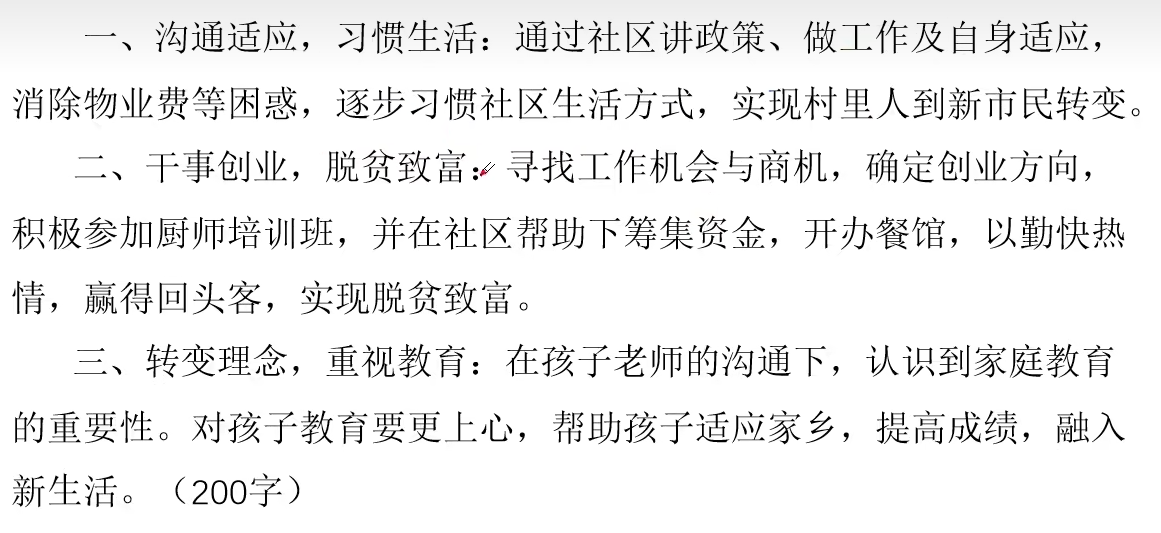 一、沟通适应，习惯生活：通过社区讲政策、做工作及自身适应，
消除物业费等困惑，逐步习惯社区生活方式，实现村里人到新市民转变。
二、干事创业，脱贫致富：寻找工作机会与商机，确定创业方向，
积极参加厨师培训班，并在社区帮助下筹集资金，开办餐馆，以勤快热
情，赢得回头客，实现脱贫致富。
三、转变理念，重视教育：在孩子老师的沟通下，认识到家庭教育
的重要性。对孩子教育要更上心，帮助孩子适应家乡，提高成绩，融入
新生活。（200字）